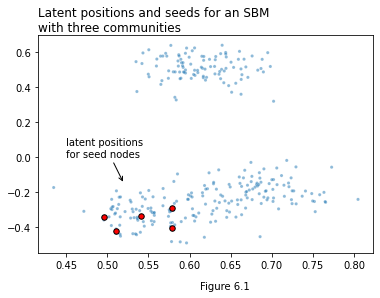 Latent positions and seeds for an SBM
with three communities
0.6
0.4
0.2
0.0
−0.2
−0.4
latent positions
for seed nodes
0.45 0.50 0.55 0.60 0.65 0.70 0.75 0.80
Figure 6.1